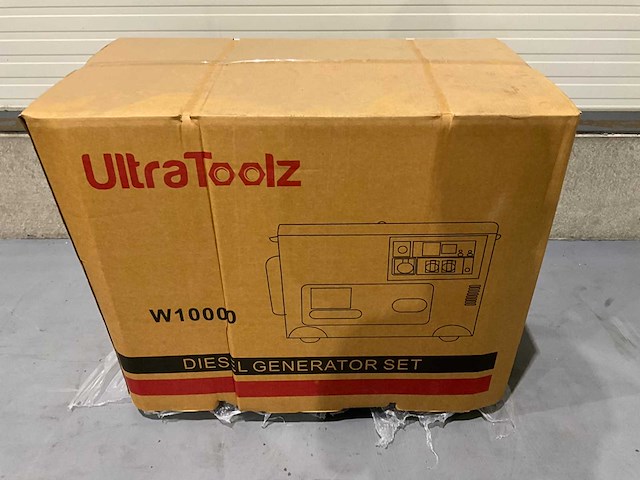 UltraToolz
W10000
DIESEL GENERATOR SET